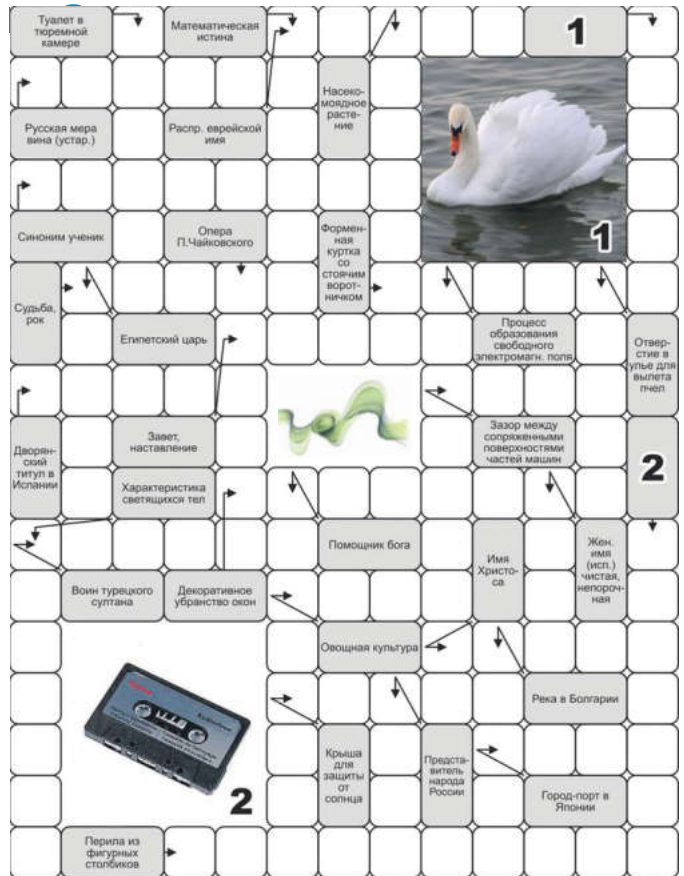 Туалет в
тюремной
камере
Математическая
истина
1
Насеко-
моядное
расте-
ние
Русская мера
вина (устар.)
Распр. еврейской
имя
1
Синоним ученик
Опера
П.Чайковского
Формен-
ная
куртка
со
стоячим
ворот-
ничком
Судьба,
рок
Египетский царь
Процесс
образования
свободного
электромагн. поля
Отвер-
стие в
улье для
вылета
пчел
Дворян-
ский
титул в
Испании
Завет,
наставление
Зазор между
сопряженными
поверхностями
частей машин
2
Характеристика
светящихся тел
Помощник бога
Имя
Христо-
са
Жен.
имя
(исп.)
чистая,
непороч-
ная
Воин турецкого
султана
Декоративное
убранство окон
Овощная культура
Река в Болгарии
Крыша
для
защиты
от
солнца
Предста-
витель
народа
России
2
Город-порт в
Японии
Перила из
фигурных
столбиков